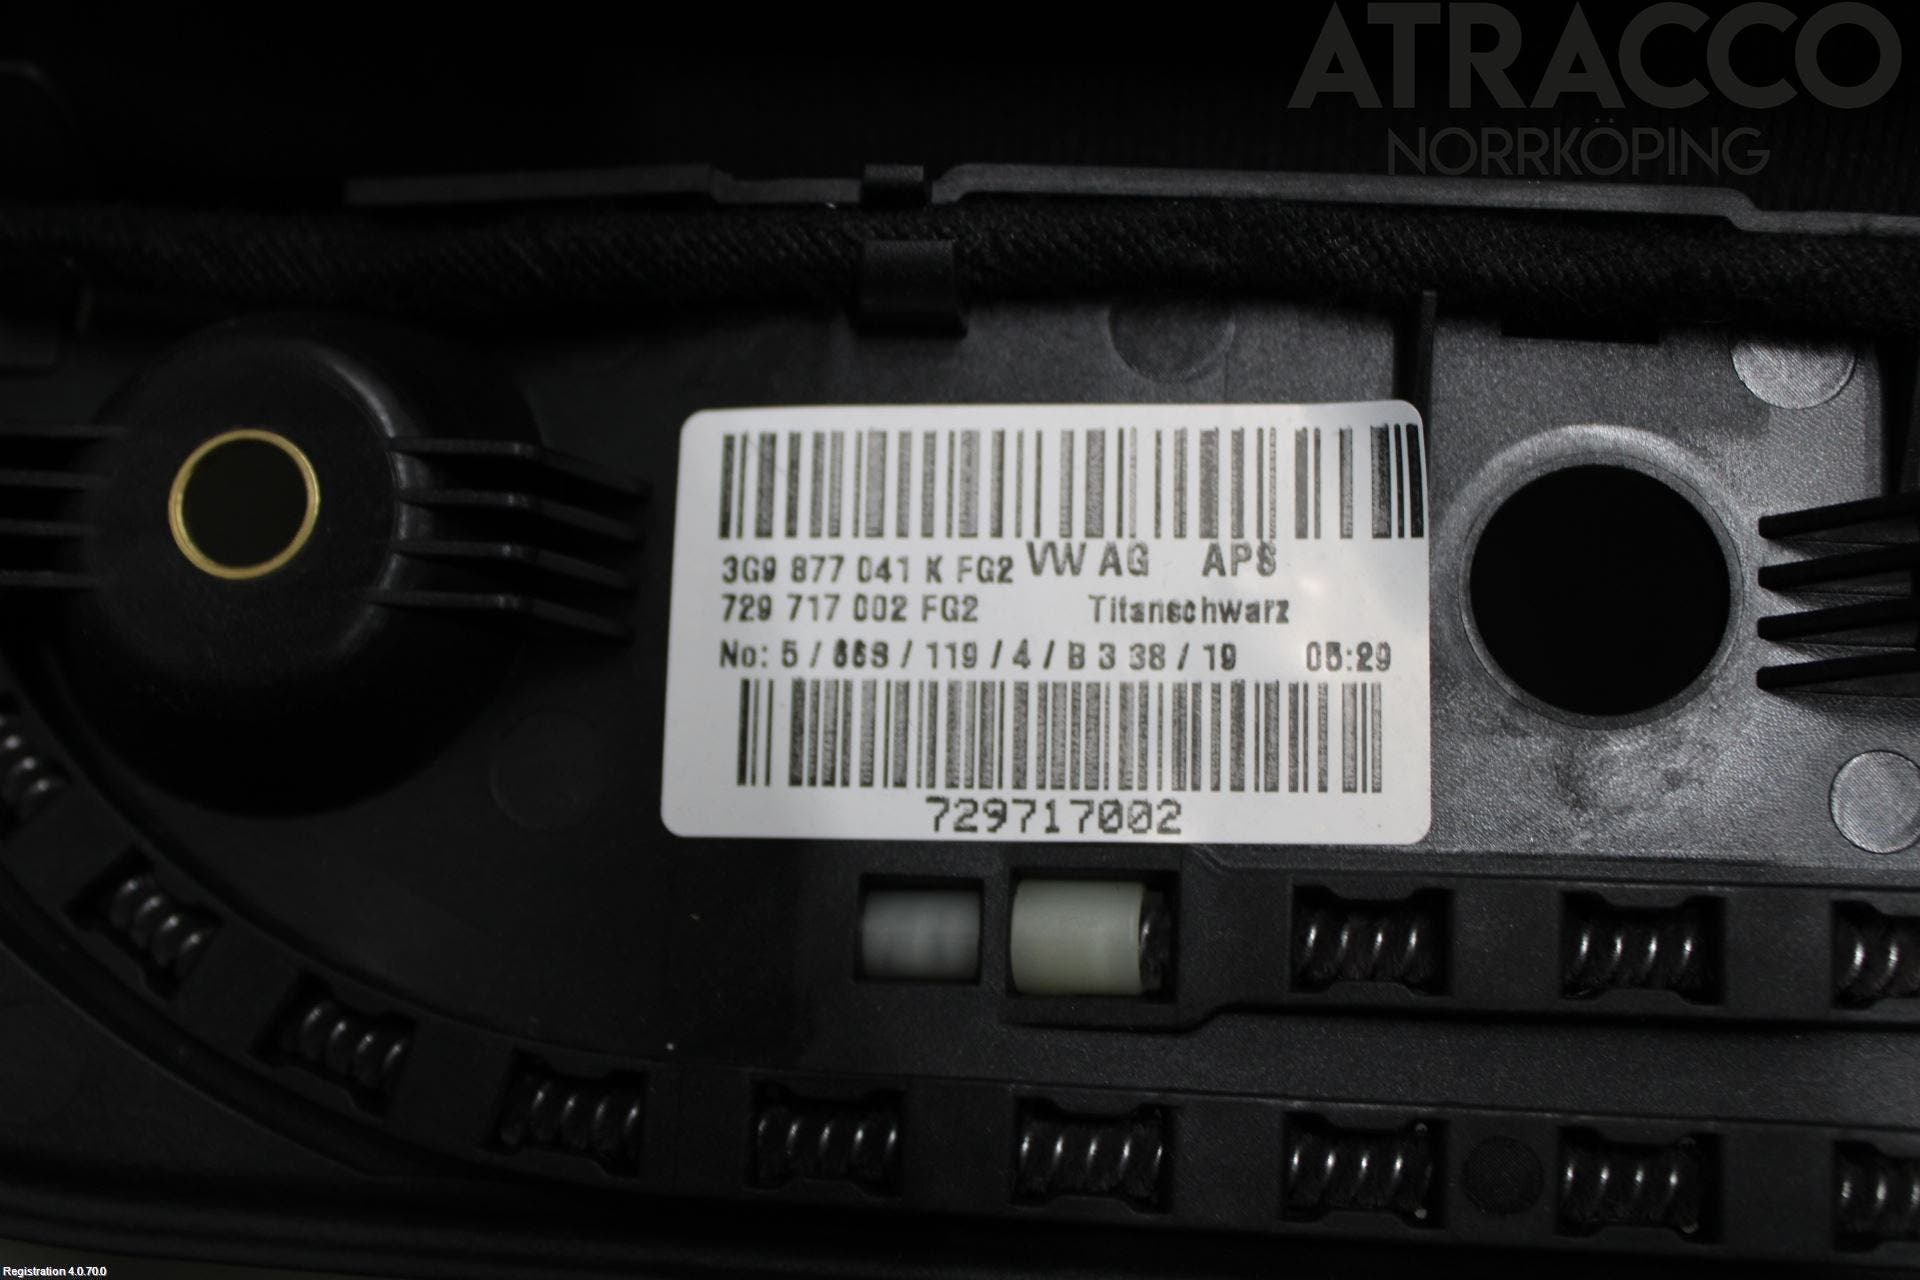 ATRACCO
NORRKÖPING
3G9 877 041 K FG2 VW AG APS
729 717 002 FG2 Titanschwarz
No: 5 / 668 / 119 / 4 / B 3 38 / 19 05:29
729717002
Registration 4.0.70.0